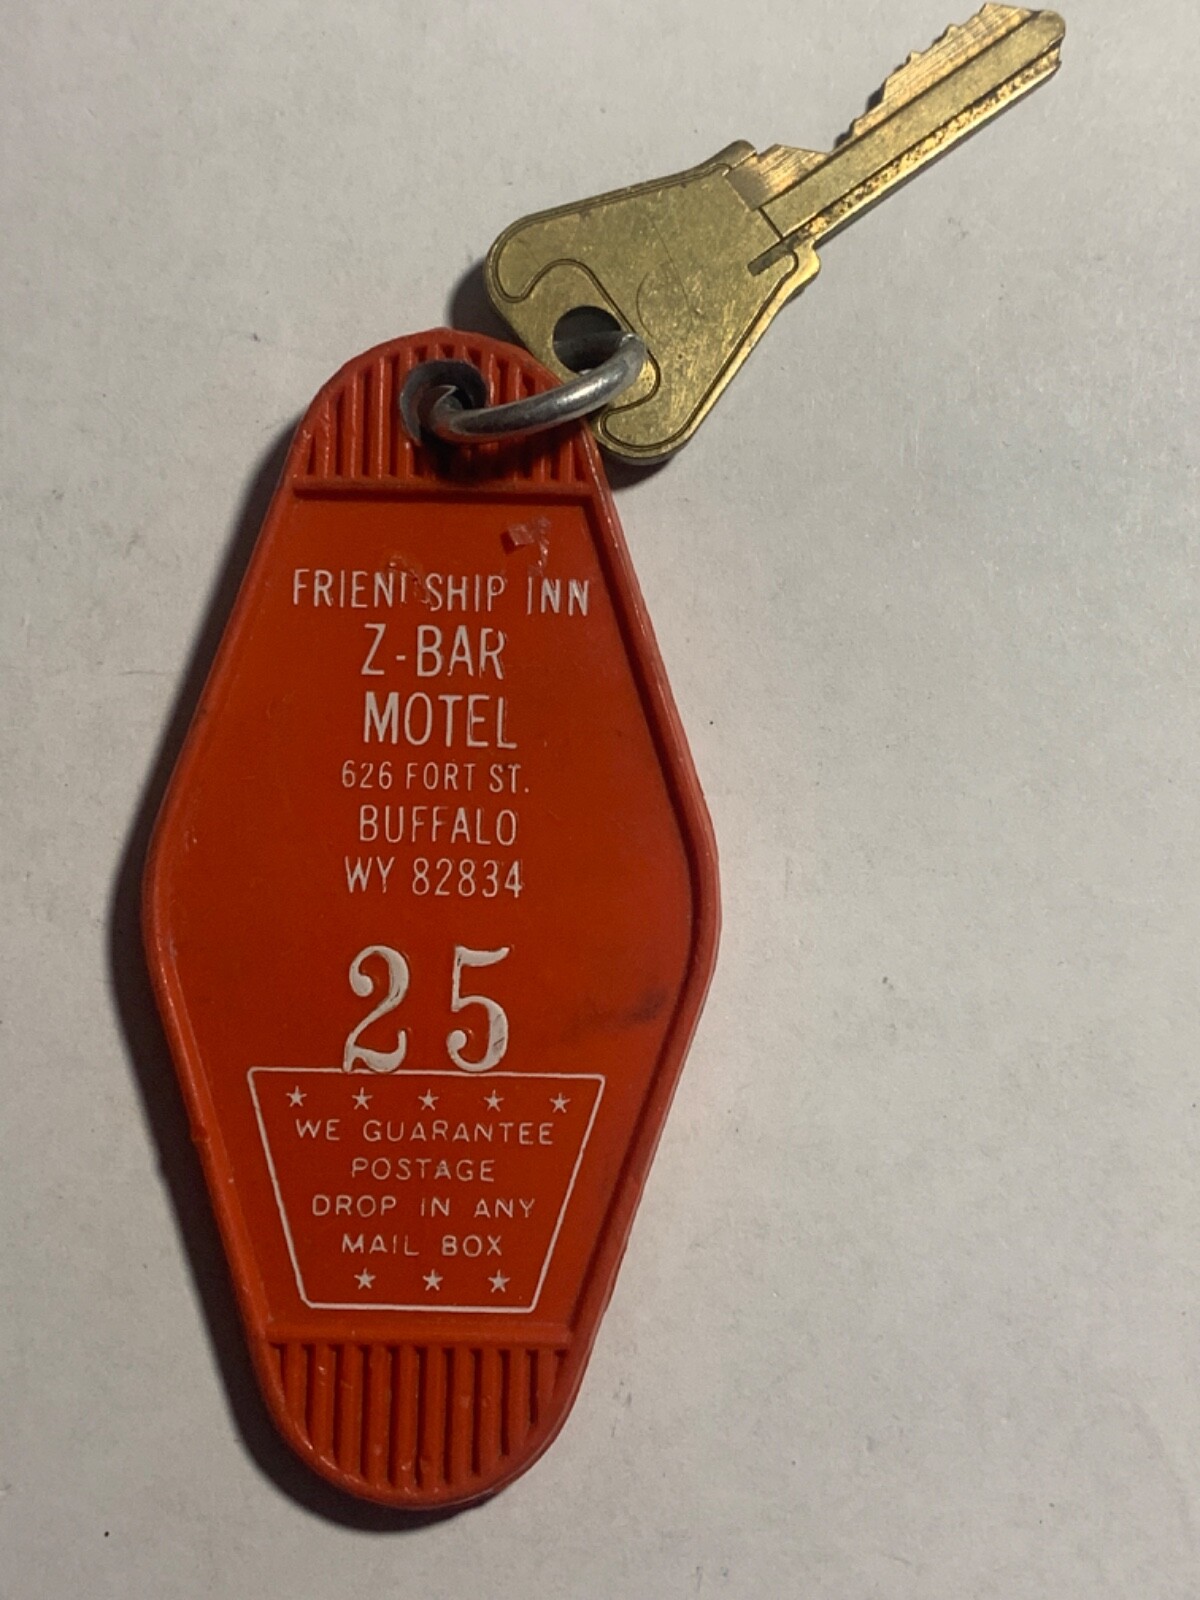 FRIENDSHIP INN
Z-BAR
MOTEL
626 FORT ST.
BUFFALO
WY 82834
25
WE GUARANTEE
POSTAGE
DROP IN ANY
MAIL BOX